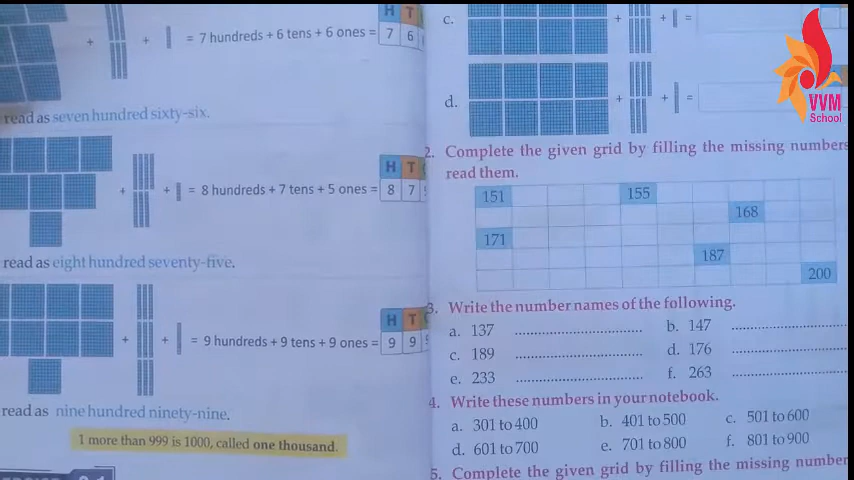 H T
= 7 hundreds + 6 tens + 6 ones = 7 6
read as seven hundred sixty-six.
H T
+ + = 8 hundreds + 7 tens + 5 ones = 8 7
read as eight hundred seventy-five.
H T
+ + = 9 hundreds + 9 tens + 9 ones = 9 9
read as nine hundred ninety-nine.
1 more than 999 is 1000, called one thousand.
c. + + =
d. + + =
2. Complete the given grid by filling the missing numbers
read them.
151 155
168
171
187
200
3. Write the number names of the following.
a. 137 b. 147
c. 189 d. 176
e. 233 f. 263
4. Write these numbers in your notebook.
a. 301 to 400 b. 401 to 500 c. 501 to 600
d. 601 to 700 e. 701 to 800 f. 801 to 900
5. Complete the given grid by filling the missing number
VVM
School